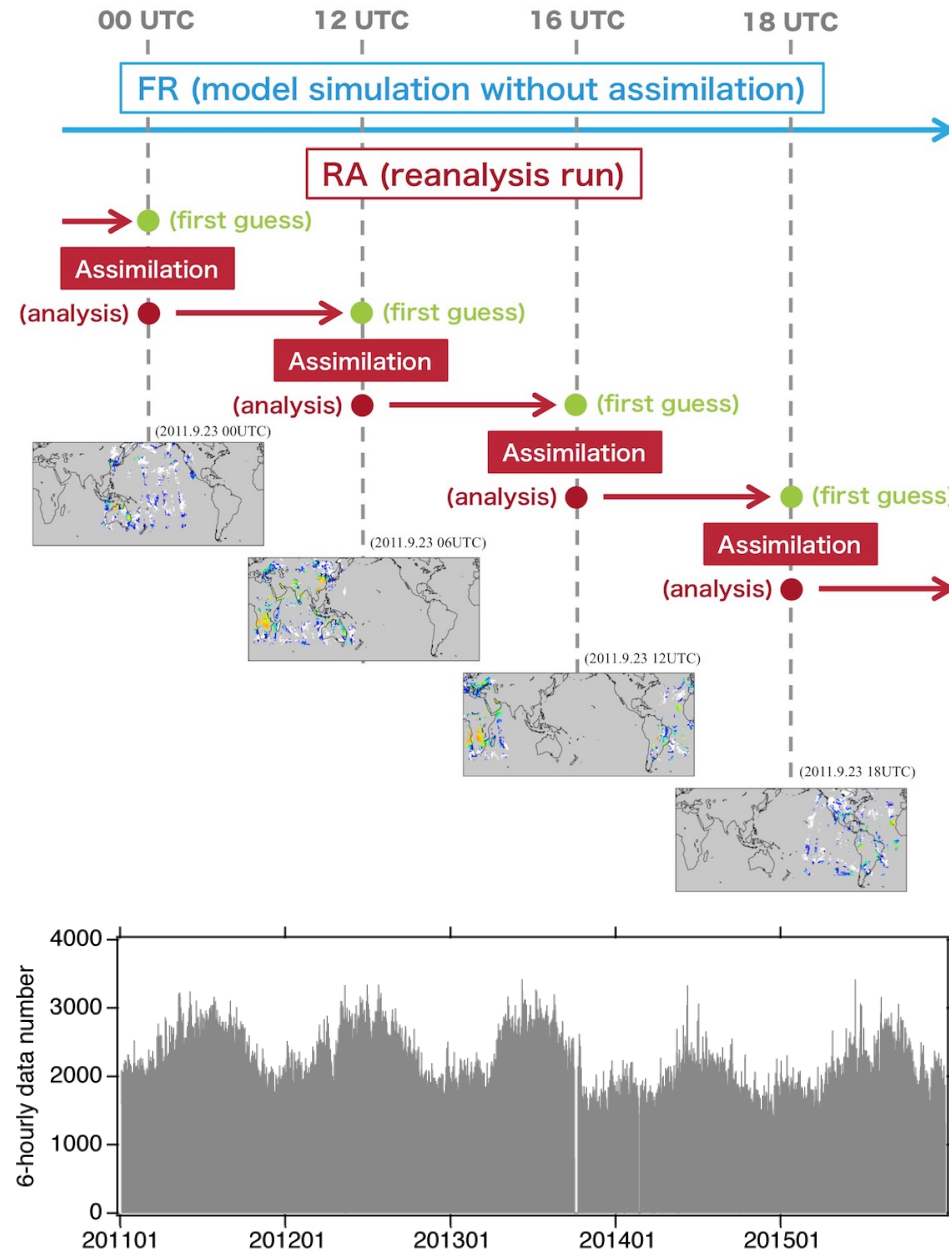 00 UTC 12 UTC 16 UTC 18 UTC
FR (model simulation without assimilation)
RA (reanalysis run)
(first guess)
Assimilation
(analysis) (first guess)
Assimilation
(analysis) (first guess)
(2011.9.23 00UTC)
Assimilation
(analysis) (first guess)
(2011.9.23 06UTC)
Assimilation
(analysis)
(2011.9.23 12UTC)
(2011.9.23 18UTC)
6-hourly data number
4000
3000
2000
1000
0
201101 201201 201301 201401 201501